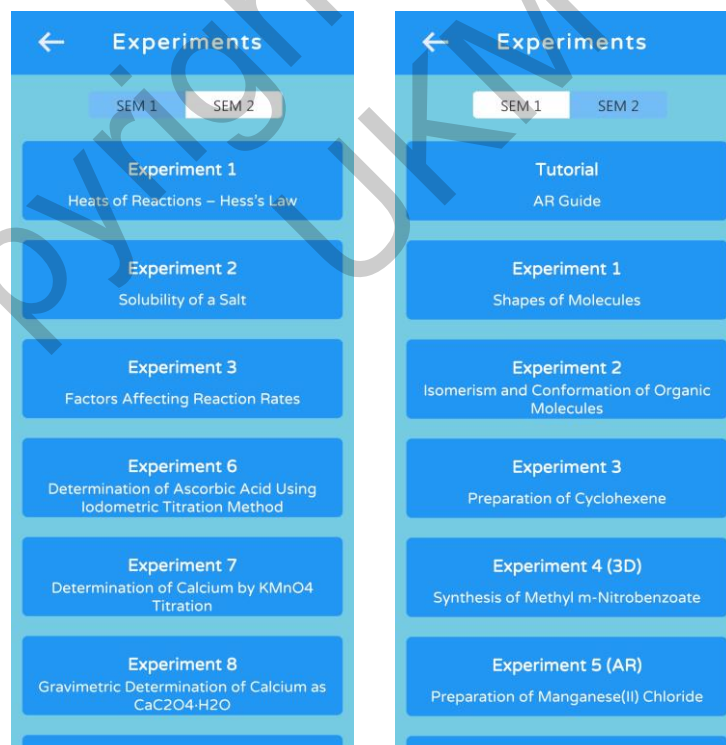 Experiments
SEM 1 SEM 2
Experiment 1
Heats of Reactions – Hess's Law
Experiment 2
Solubility of a Salt
Experiment 3
Factors Affecting Reaction Rates
Experiment 6
Determination of Ascorbic Acid Using
Iodometric Titration Method
Experiment 7
Determination of Calcium by KMnO4
Titration
Experiment 8
Gravimetric Determination of Calcium as
CaC2O4·H2O
Experiments
SEM 1 SEM 2
Tutorial
AR Guide
Experiment 1
Shapes of Molecules
Experiment 2
Isomerism and Conformation of Organic
Molecules
Experiment 3
Preparation of Cyclohexene
Experiment 4 (3D)
Synthesis of Methyl m-Nitrobenzoate
Experiment 5 (AR)
Preparation of Manganese(II) Chloride
pyright
UKM